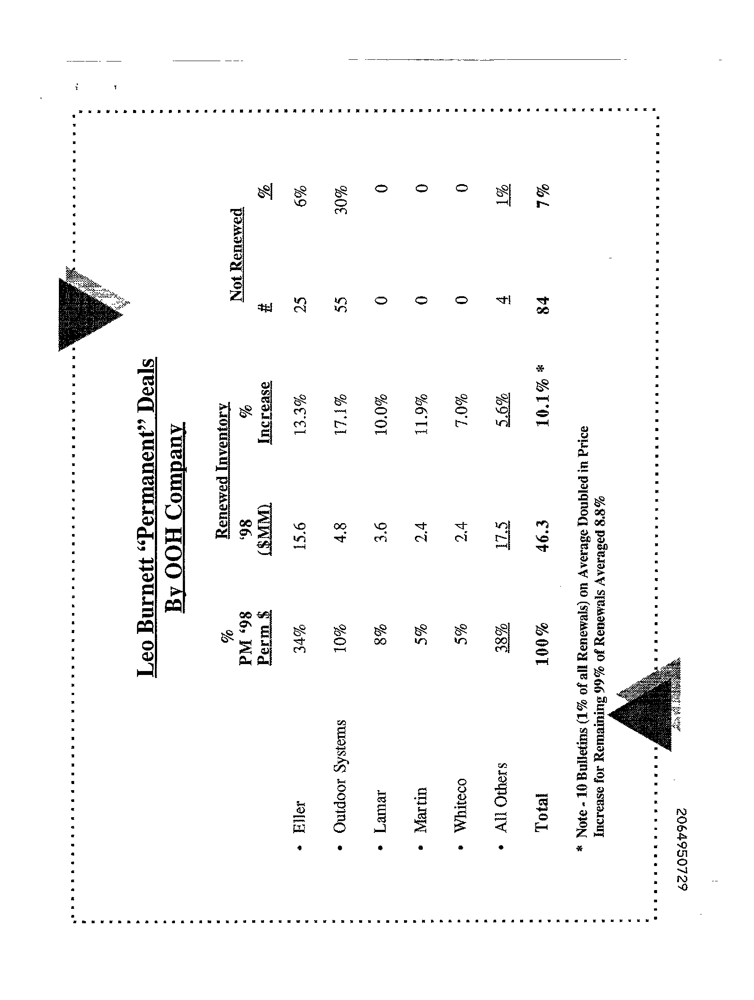 Leo Burnett “Permanent” Deals
By OOH Company
% Renewed Inventory Not Renewed
PM ‘98 ‘98 %
Perm $ ($MM) Increase # %
• Eller 34% 15.6 13.3% 25 6%
• Outdoor Systems 10% 4.8 17.1% 55 30%
• Lamar 8% 3.6 10.0% 0 0
• Martin 5% 2.4 11.9% 0 0
• Whiteco 5% 2.4 7.0% 0 0
• All Others 38% 17.5 5.6% 4 1%
Total 100% 46.3 10.1% * 84 7%
* Note - 10 Bulletins (1% of all Renewals) on Average Doubled in Price
Increase for Remaining 99% of Renewals Averaged 8.8%
2064950729